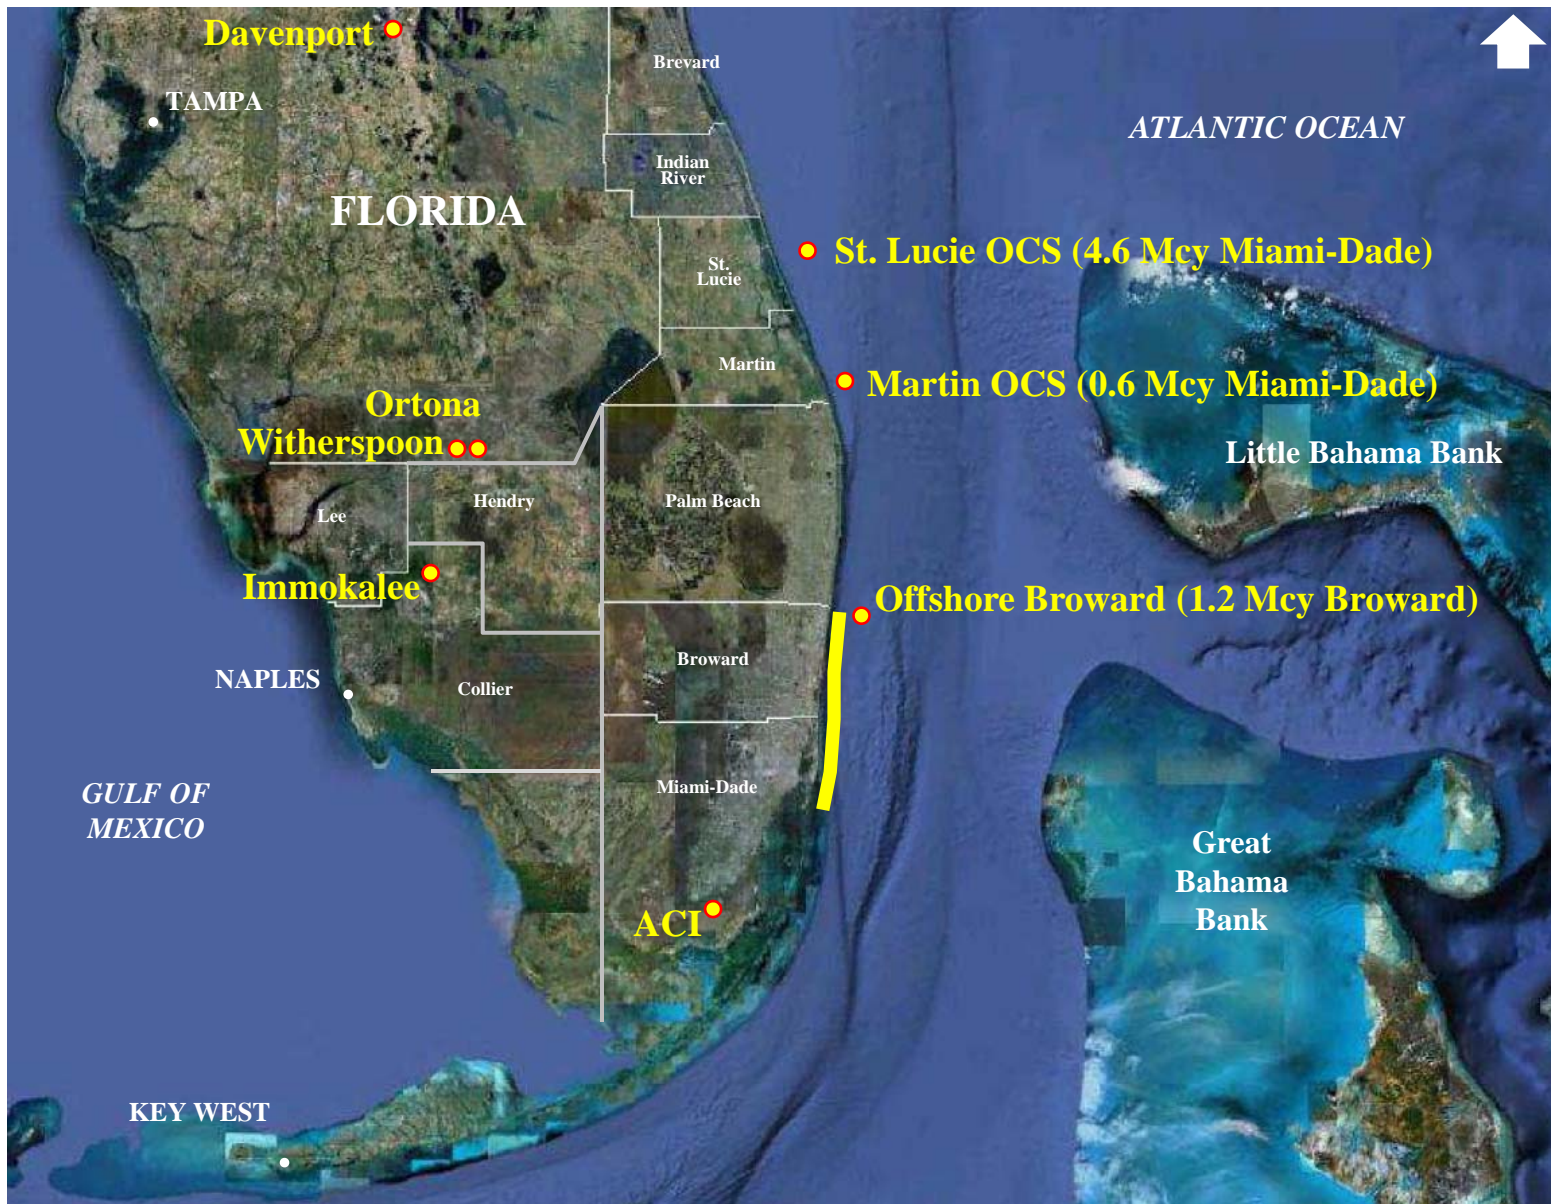 Davenport
Brevard
TAMPA
ATLANTIC OCEAN
Indian
River
FLORIDA
St. Lucie OCS (4.6 Mcy Miami-Dade)
St.
Lucie
Martin
Martin OCS (0.6 Mcy Miami-Dade)
Ortona
Witherspoon
Little Bahama Bank
Hendry
Palm Beach
Lee
Immokalee
Offshore Broward (1.2 Mcy Broward)
Broward
NAPLES
Collier
Miami-Dade
GULF OF
MEXICO
Great
Bahama
Bank
ACI
KEY WEST